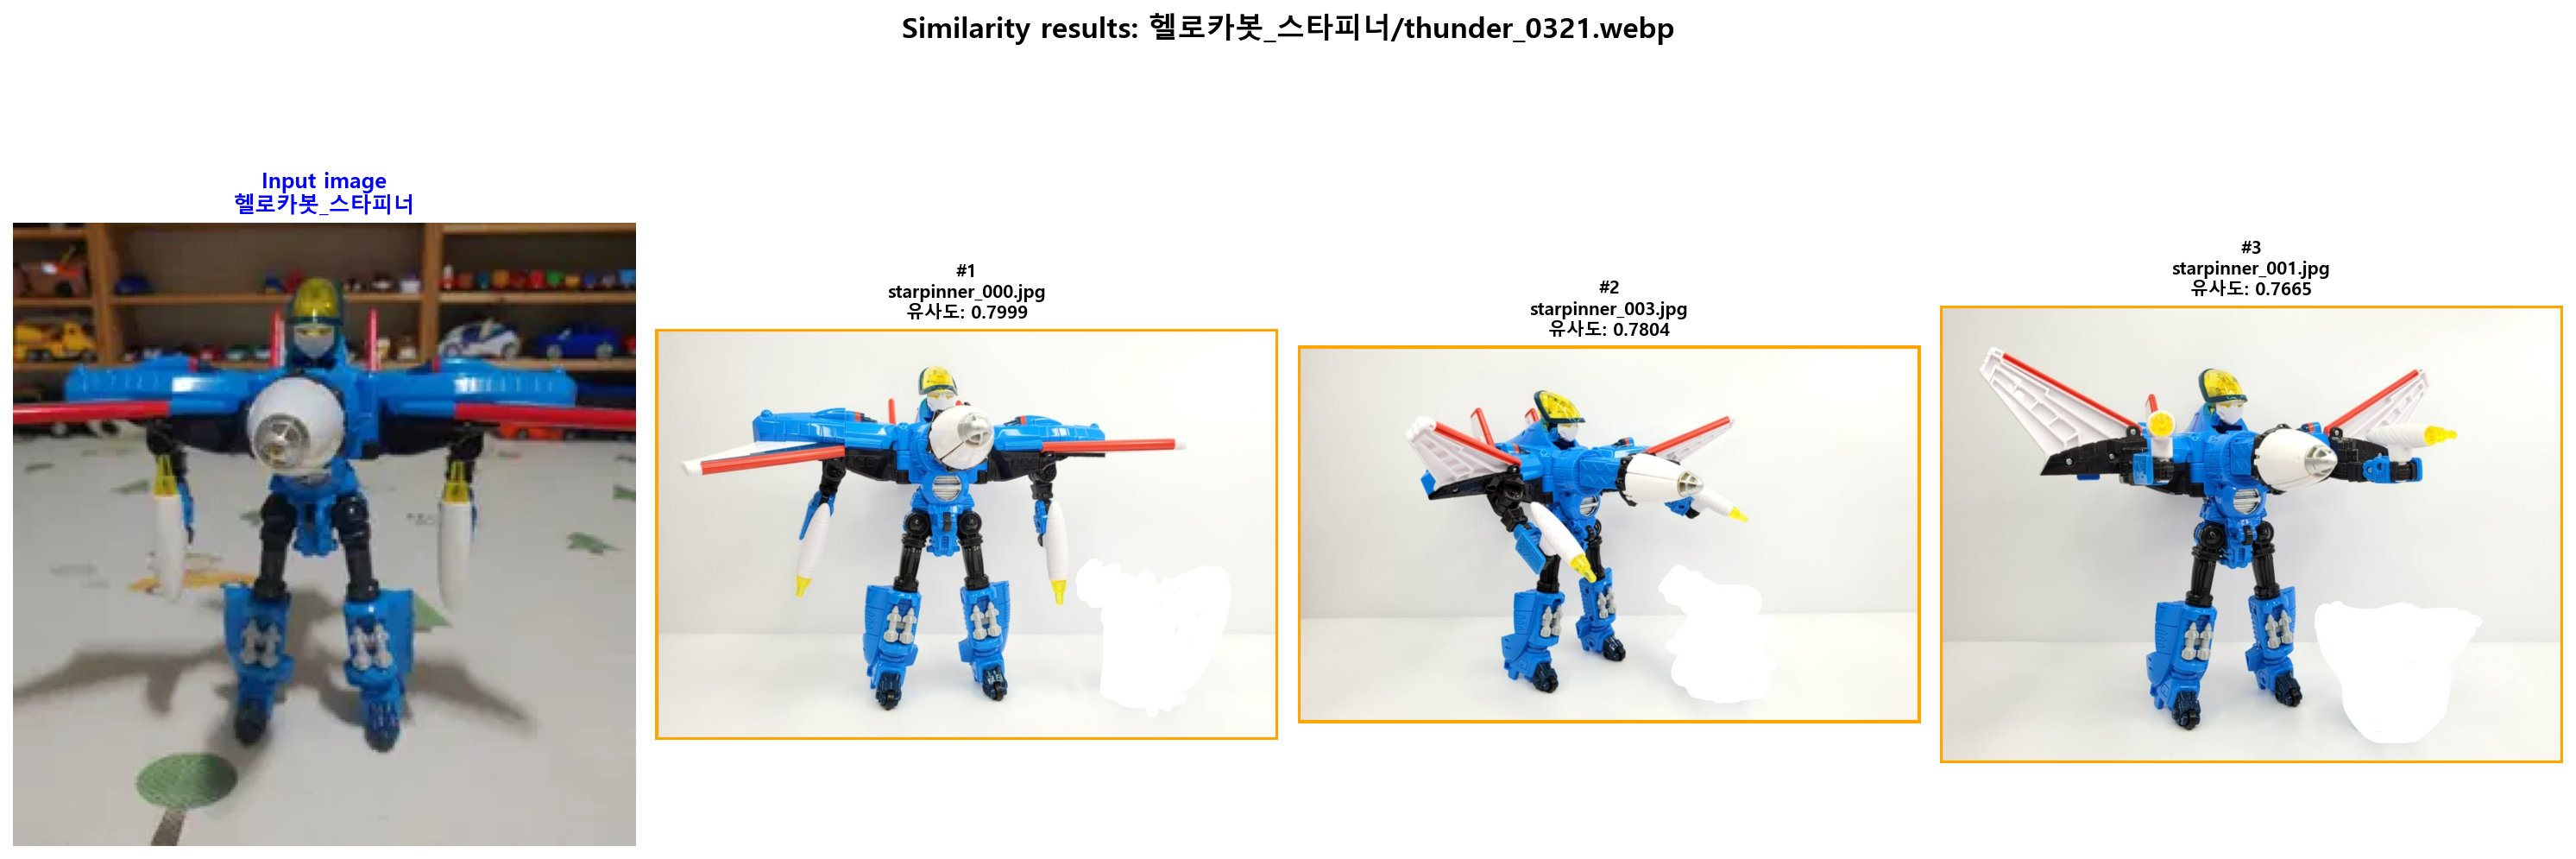 Similarity results: 헬로카봇_스타피너/thunder_0321.webp
Input image
헬로카봇_스타피너
#1
starpinner_000.jpg
유사도: 0.7999
#2
starpinner_003.jpg
유사도: 0.7804
#3
starpinner_001.jpg
유사도: 0.7665